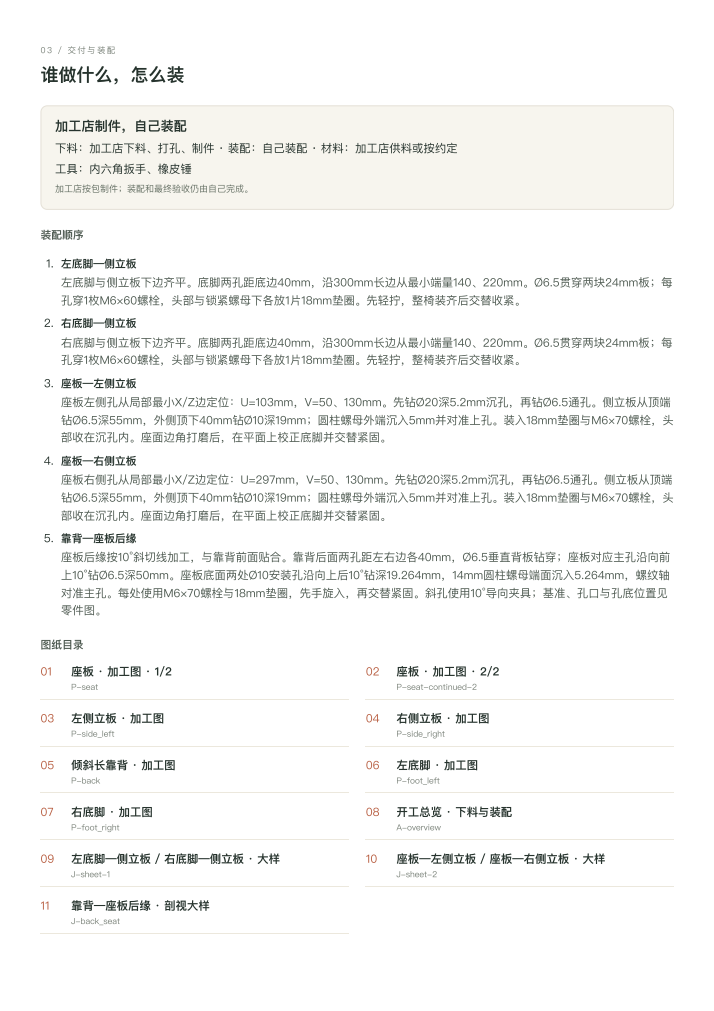 03 / 交付与装配
谁做什么，怎么装
加工店制件，自己装配
下料：加工店下料、打孔、制件 · 装配：自己装配 · 材料：加工店供料或按约定
工具：内六角扳手、橡皮锤
加工店按包制件；装配和最终验收仍由自己完成。
装配顺序
1. 左底脚—侧立板
左底脚与侧立板下边齐平。底脚两孔距底边40mm，沿300mm长边从最小端量140、220mm。Ø6.5贯穿两块24mm板；每
孔穿1枚M6×60螺栓，头部与锁紧螺母下各放1片18mm垫圈。先轻拧，整椅装齐后交替收紧。
2. 右底脚—侧立板
右底脚与侧立板下边齐平。底脚两孔距底边40mm，沿300mm长边从最小端量140、220mm。Ø6.5贯穿两块24mm板；每
孔穿1枚M6×60螺栓，头部与锁紧螺母下各放1片18mm垫圈。先轻拧，整椅装齐后交替收紧。
3. 座板—左侧立板
座板左侧孔从局部最小X/Z边定位：U=103mm，V=50、130mm。先钻Ø20深5.2mm沉孔，再钻Ø6.5通孔。侧立板从顶端
钻Ø6.5深55mm，外侧顶下40mm钻Ø10深19mm；圆柱螺母外端沉入5mm并对准上孔。装入18mm垫圈与M6×70螺栓，头
部收在沉孔内。座面边角打磨后，在平面上校正底脚并交替紧固。
4. 座板—右侧立板
座板右侧孔从局部最小X/Z边定位：U=297mm，V=50、130mm。先钻Ø20深5.2mm沉孔，再钻Ø6.5通孔。侧立板从顶端
钻Ø6.5深55mm，外侧顶下40mm钻Ø10深19mm；圆柱螺母外端沉入5mm并对准上孔。装入18mm垫圈与M6×70螺栓，头
部收在沉孔内。座面边角打磨后，在平面上校正底脚并交替紧固。
5. 靠背—座板后缘
座板后缘按10°斜切线加工，与靠背前面贴合。靠背后面两孔距左右边各40mm，Ø6.5垂直背板钻穿；座板对应主孔沿向前
上10°钻Ø6.5深50mm。座板底面两处Ø10安装孔沿向上后10°钻深19.264mm，14mm圆柱螺母端面沉入5.264mm，螺纹轴
对准主孔。每处使用M6×70螺栓与18mm垫圈，先手旋入，再交替紧固。斜孔使用10°导向夹具；基准、孔口与孔底位置见
零件图。
图纸目录
01 座板 · 加工图 · 1/2
P-seat
02 座板 · 加工图 · 2/2
P-seat-continued-2
03 左侧立板 · 加工图
P-side_left
04 右侧立板 · 加工图
P-side_right
05 倾斜长靠背 · 加工图
P-back
06 左底脚 · 加工图
P-foot_left
07 右底脚 · 加工图
P-foot_right
08 开工总览 · 下料与装配
A-overview
09 左底脚—侧立板 / 右底脚—侧立板 · 大样
J-sheet-1
10 座板—左侧立板 / 座板—右侧立板 · 大样
J-sheet-2
11 靠背—座板后缘 · 剖视大样
J-back_seat